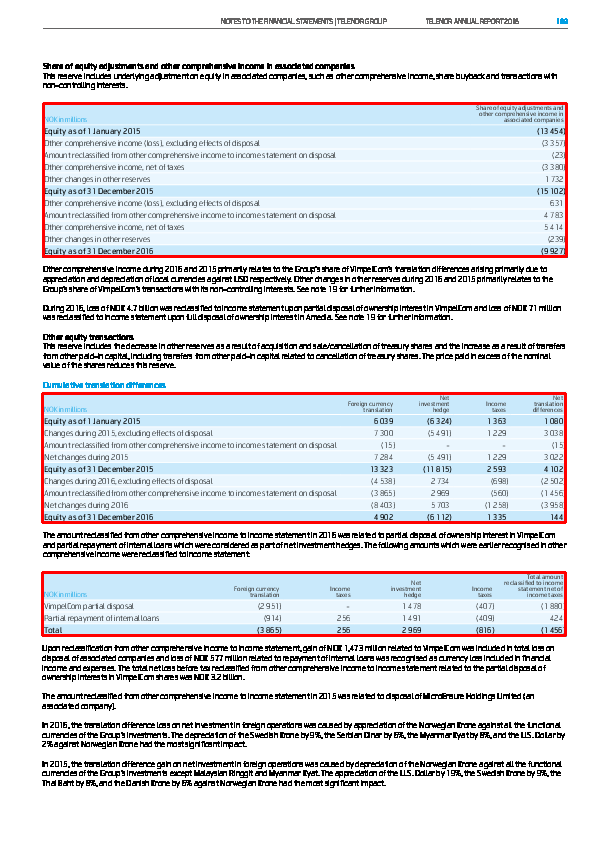 NOTES TO THE FINANCIAL STATEMENTS | TELENOR GROUP TELENOR ANNUAL REPORT 2016 189
Share of equity adjustments and other comprehensive income in associated companies
This reserve includes underlying adjustment on equity in associated companies, such as other comprehensive income, share buyback and transactions with
non-controlling interests.
Share of equity adjustments and
other comprehensive income in
NOK in millions associated companies
Equity as of 1 January 2015 (13 454)
Other comprehensive income (loss), excluding effects of disposal (3 357)
Amount reclassified from other comprehensive income to income statement on disposal (23)
Other comprehensive income, net of taxes (3 380)
Other changes in other reserves 1 732
Equity as of 31 December 2015 (15 102)
Other comprehensive income (loss), excluding effects of disposal 631
Amount reclassified from other comprehensive income to income statement on disposal 4 783
Other comprehensive income, net of taxes 5 414
Other changes in other reserves (239)
Equity as of 31 December 2016 (9 927)
Other comprehensive income during 2016 and 2015 primarily relates to the Group's share of VimpelCom's translation differences arising primarily due to
appreciation and depreciation of local currencies against USD respectively. Other changes in other reserves during 2016 and 2015 primarily relates to the
Group's share of VimpelCom's transactions with its non-controlling interests. See note 19 for further information.
During 2016, loss of NOK 4.7 billion was reclassified to income statement upon partial disposal of ownership interest in VimpelCom and loss of NOK 71 million
was reclassified to income statement upon full disposal of ownership interest in Amedia. See note 19 for further information.
Other equity transactions
This reserve includes the decrease in other reserves as a result of acquisition and sale/cancellation of treasury shares and the increase as a result of transfers
from other paid-in capital, including transfers from other paid-in capital related to cancellation of treasury shares. The price paid in excess of the nominal
value of the shares reduces this reserve.
Cumulative translation differences
Net Net
Foreign currency investment Income translation
NOK in millions translation hedge taxes differences
Equity as of 1 January 2015 6 039 (6 324) 1 363 1 080
Changes during 2015, excluding effects of disposal 7 300 (5 491) 1 229 3 038
Amount reclassified from other comprehensive income to income statement on disposal (15) – – (15
Net changes during 2015 7 284 (5 491) 1 229 3 022
Equity as of 31 December 2015 13 323 (11 815) 2 593 4 102
Changes during 2016, excluding effects of disposal (4 538) 2 734 (698) (2 502
Amount reclassified from other comprehensive income to income statement on disposal (3 865) 2 969 (560) (1 456
Net changes during 2016 (8 403) 5 703 (1 258) (3 958
Equity as of 31 December 2016 4 902 (6 112) 1 335 144
The amount reclassified from other comprehensive income to income statement in 2016 was related to partial disposal of ownership interest in VimpelCom
and partial repayment of internal loans which were considered as part of net investment hedges. The following amounts which were earlier recognised in other
comprehensive income were reclassified to income statement:
Total amount
Net reclassified to income
Foreign currency Income investment Income statement net of
NOK in millions translation taxes hedge taxes income taxes
VimpelCom partial disposal (2 951) – 1 478 (407) (1 880
Partial repayment of internal loans (914) 256 1 491 (409) 424
Total (3 865) 256 2 969 (816) (1 456
Upon reclassification from other comprehensive income to income statement, gain of NOK 1,473 million related to VimpelCom was included in total loss on
disposal of associated companies and loss of NOK 577 million related to repayment of internal loans was recognised as currency loss included in financial
income and expenses. The total net loss before tax reclassified from other comprehensive income to income statement related to the partial disposal of
ownership interests in VimpelCom shares was NOK 3.2 billion.
The amount reclassified from other comprehensive income to income statement in 2015 was related to disposal of MicroEnsure Holdings Limited (an
associated company).
In 2016, the translation difference loss on net investment in foreign operations was caused by appreciation of the Norwegian Krone against all the functional
currencies of the Group's investments. The depreciation of the Swedish Krone by 9%, the Serbian Dinar by 6%, the Myanmar Kyat by 8%, and the U.S. Dollar by
2% against Norwegian Krone had the most significant impact.
In 2015, the translation difference gain on net investment in foreign operations was caused by depreciation of the Norwegian Krone against all the functional
currencies of the Group's investments except Malaysian Ringgit and Myanmar Kyat. The appreciation of the U.S. Dollar by 19%, the Swedish Krone by 9%, the
Thai Baht by 8%, and the Danish Krone by 6% against Norwegian Krone had the most significant impact.